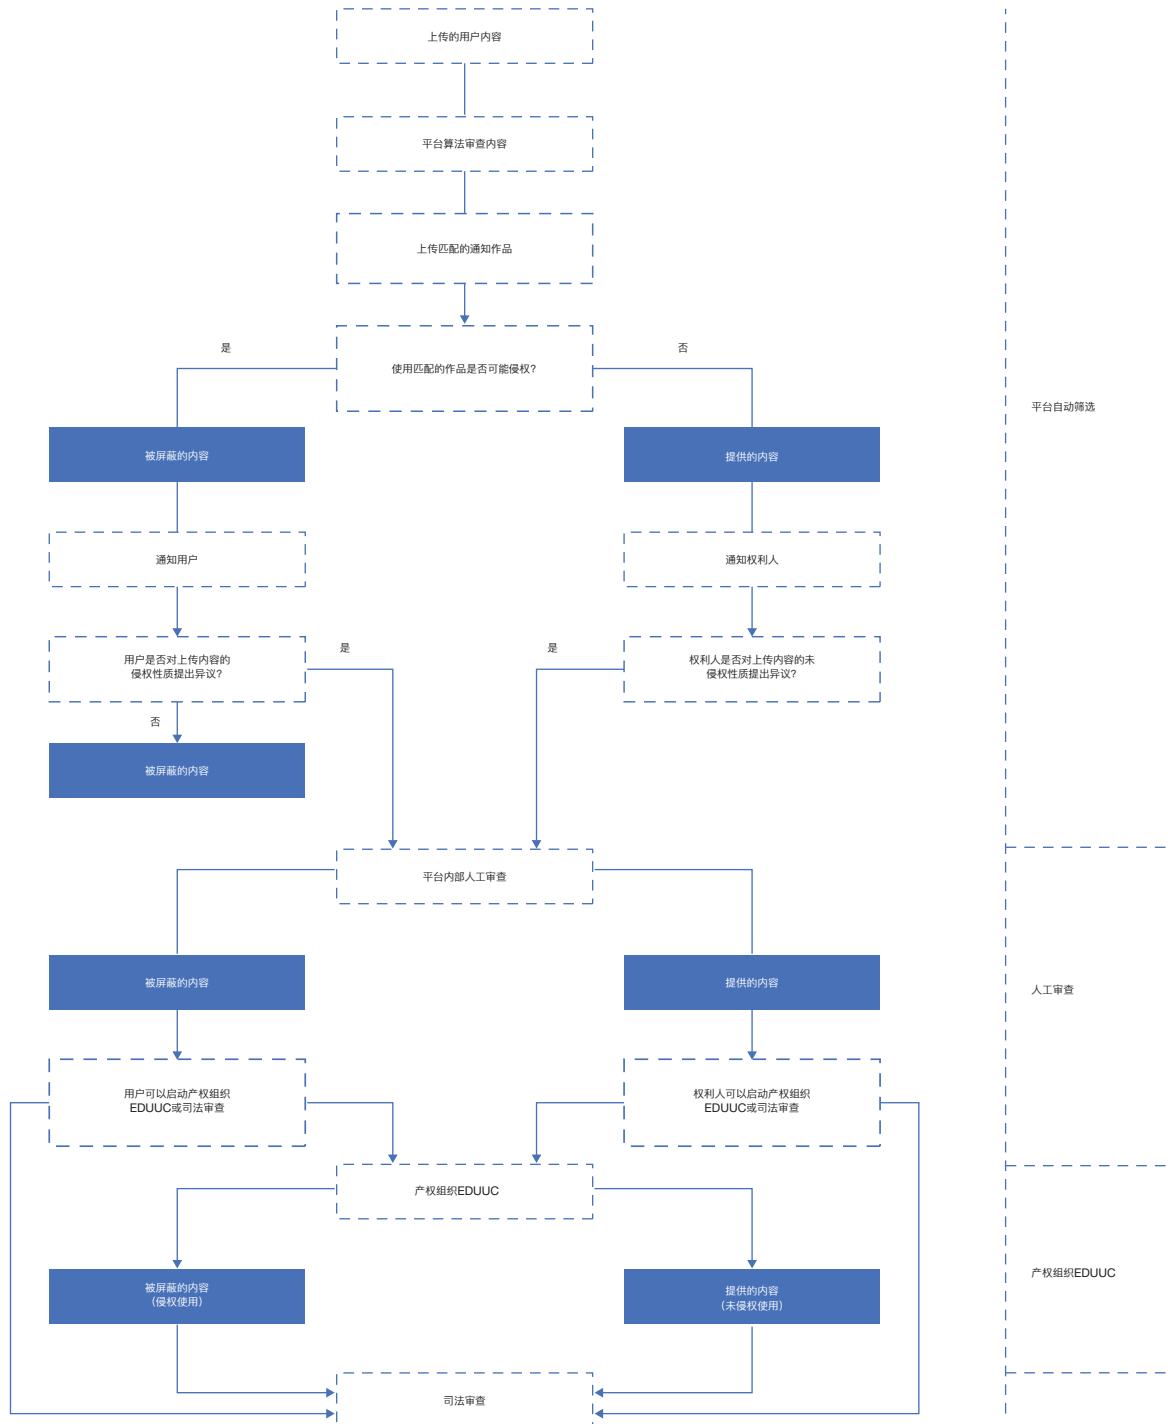 上传的用户内容
平台算法审查内容
上传匹配的通知作品
使用匹配的作品是否可能侵权?
是
否
平台自动筛选
被屏蔽的内容
提供的内容
通知用户
通知权利人
用户是否对上传内容的
侵权性质提出异议?
是
是
权利人是否对上传内容的未
侵权性质提出异议?
否
被屏蔽的内容
平台内部人工审查
被屏蔽的内容
提供的内容
人工审查
用户可以启动产权组织
EDUUC或司法审查
权利人可以启动产权组织
EDUUC或司法审查
产权组织EDUUC
产权组织EDUUC
被屏蔽的内容
（侵权使用）
提供的内容
（未侵权使用）
司法审查